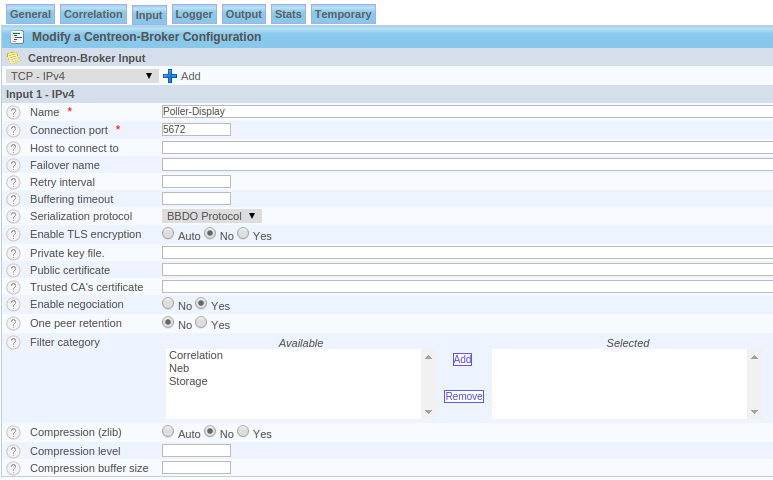 General Correlation Input Logger Output Stats Temporary
Modify a Centreon-Broker Configuration
Centreon-Broker Input
TCP - IPv4 Add
Input 1 - IPv4
Name * Poller-Display
Connection port * 5672
Host to connect to
Failover name
Retry interval
Buffering timeout
Serialization protocol BBDO Protocol
Enable TLS encryption Auto No Yes
Private key file.
Public certificate
Trusted CA's certificate
Enable negociation No Yes
One peer retention No Yes
Filter category Available Selected
Correlation
Neb
Storage
Add
Remove
Compression (zlib) Auto No Yes
Compression level
Compression buffer size